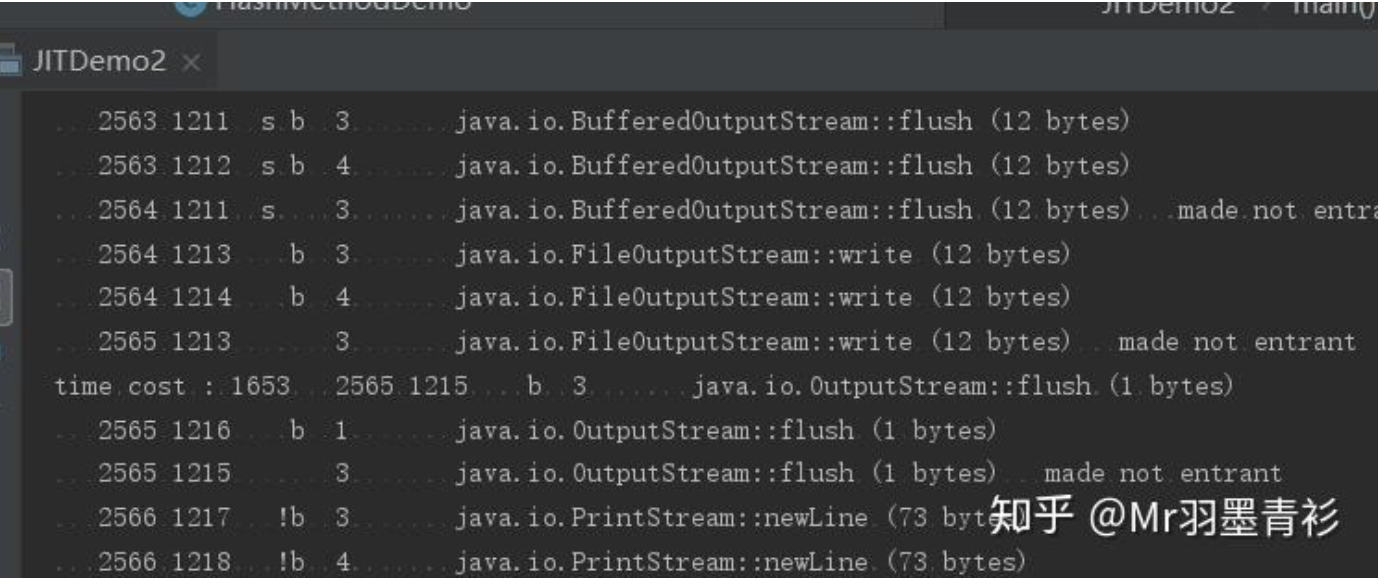 HashMethodDemo JITDemo2 main()
JITDemo2
2563 1211 s b 3 java.io.BufferedOutputStream::flush (12 bytes)
2563 1212 s b 4 java.io.BufferedOutputStream::flush (12 bytes)
2564 1211 s 3 java.io.BufferedOutputStream::flush (12 bytes) made not entra
2564 1213 b 3 java.io.FileOutputStream::write (12 bytes)
2564 1214 b 4 java.io.FileOutputStream::write (12 bytes)
2565 1213 3 java.io.FileOutputStream::write (12 bytes) made not entrant
time cost : 1653 2565 1215 b 3 java.io.OutputStream::flush (1 bytes)
2565 1216 b 1 java.io.OutputStream::flush (1 bytes)
2565 1215 3 java.io.OutputStream::flush (1 bytes) made not entrant
2566 1217 !b 3 java.io.PrintStream::newLine (73 byt
知乎 @Mr羽墨青衫
2566 1218 !b 4 java.io.PrintStream::newLine (73 bytes)